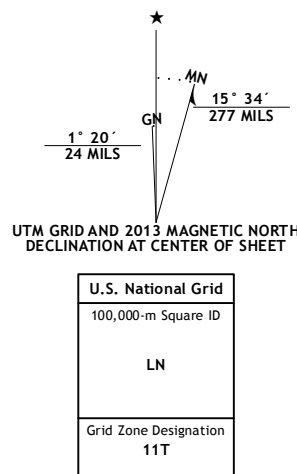 MN
GN
15° 34´
277 MILS
1° 20´
24 MILS
UTM GRID AND 2013 MAGNETIC NORTH
DECLINATION AT CENTER OF SHEET
U.S. National Grid
100,000-m Square ID
LN
Grid Zone Designation
11T